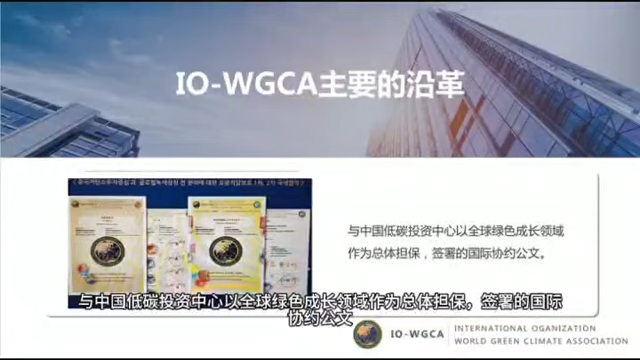 IO-WGCA主要的沿革
与中国低碳投资中心以全球绿色成长领域
作为总体担保，签署的国际协约公文。
与中国低碳投资中心以全球绿色成长领域作为总体担保，签署的国际
协约公文
IO-WGCA
INTERNATIONAL OGANIZATION
WORLD GREEN CLIMATE ASSOCIATION